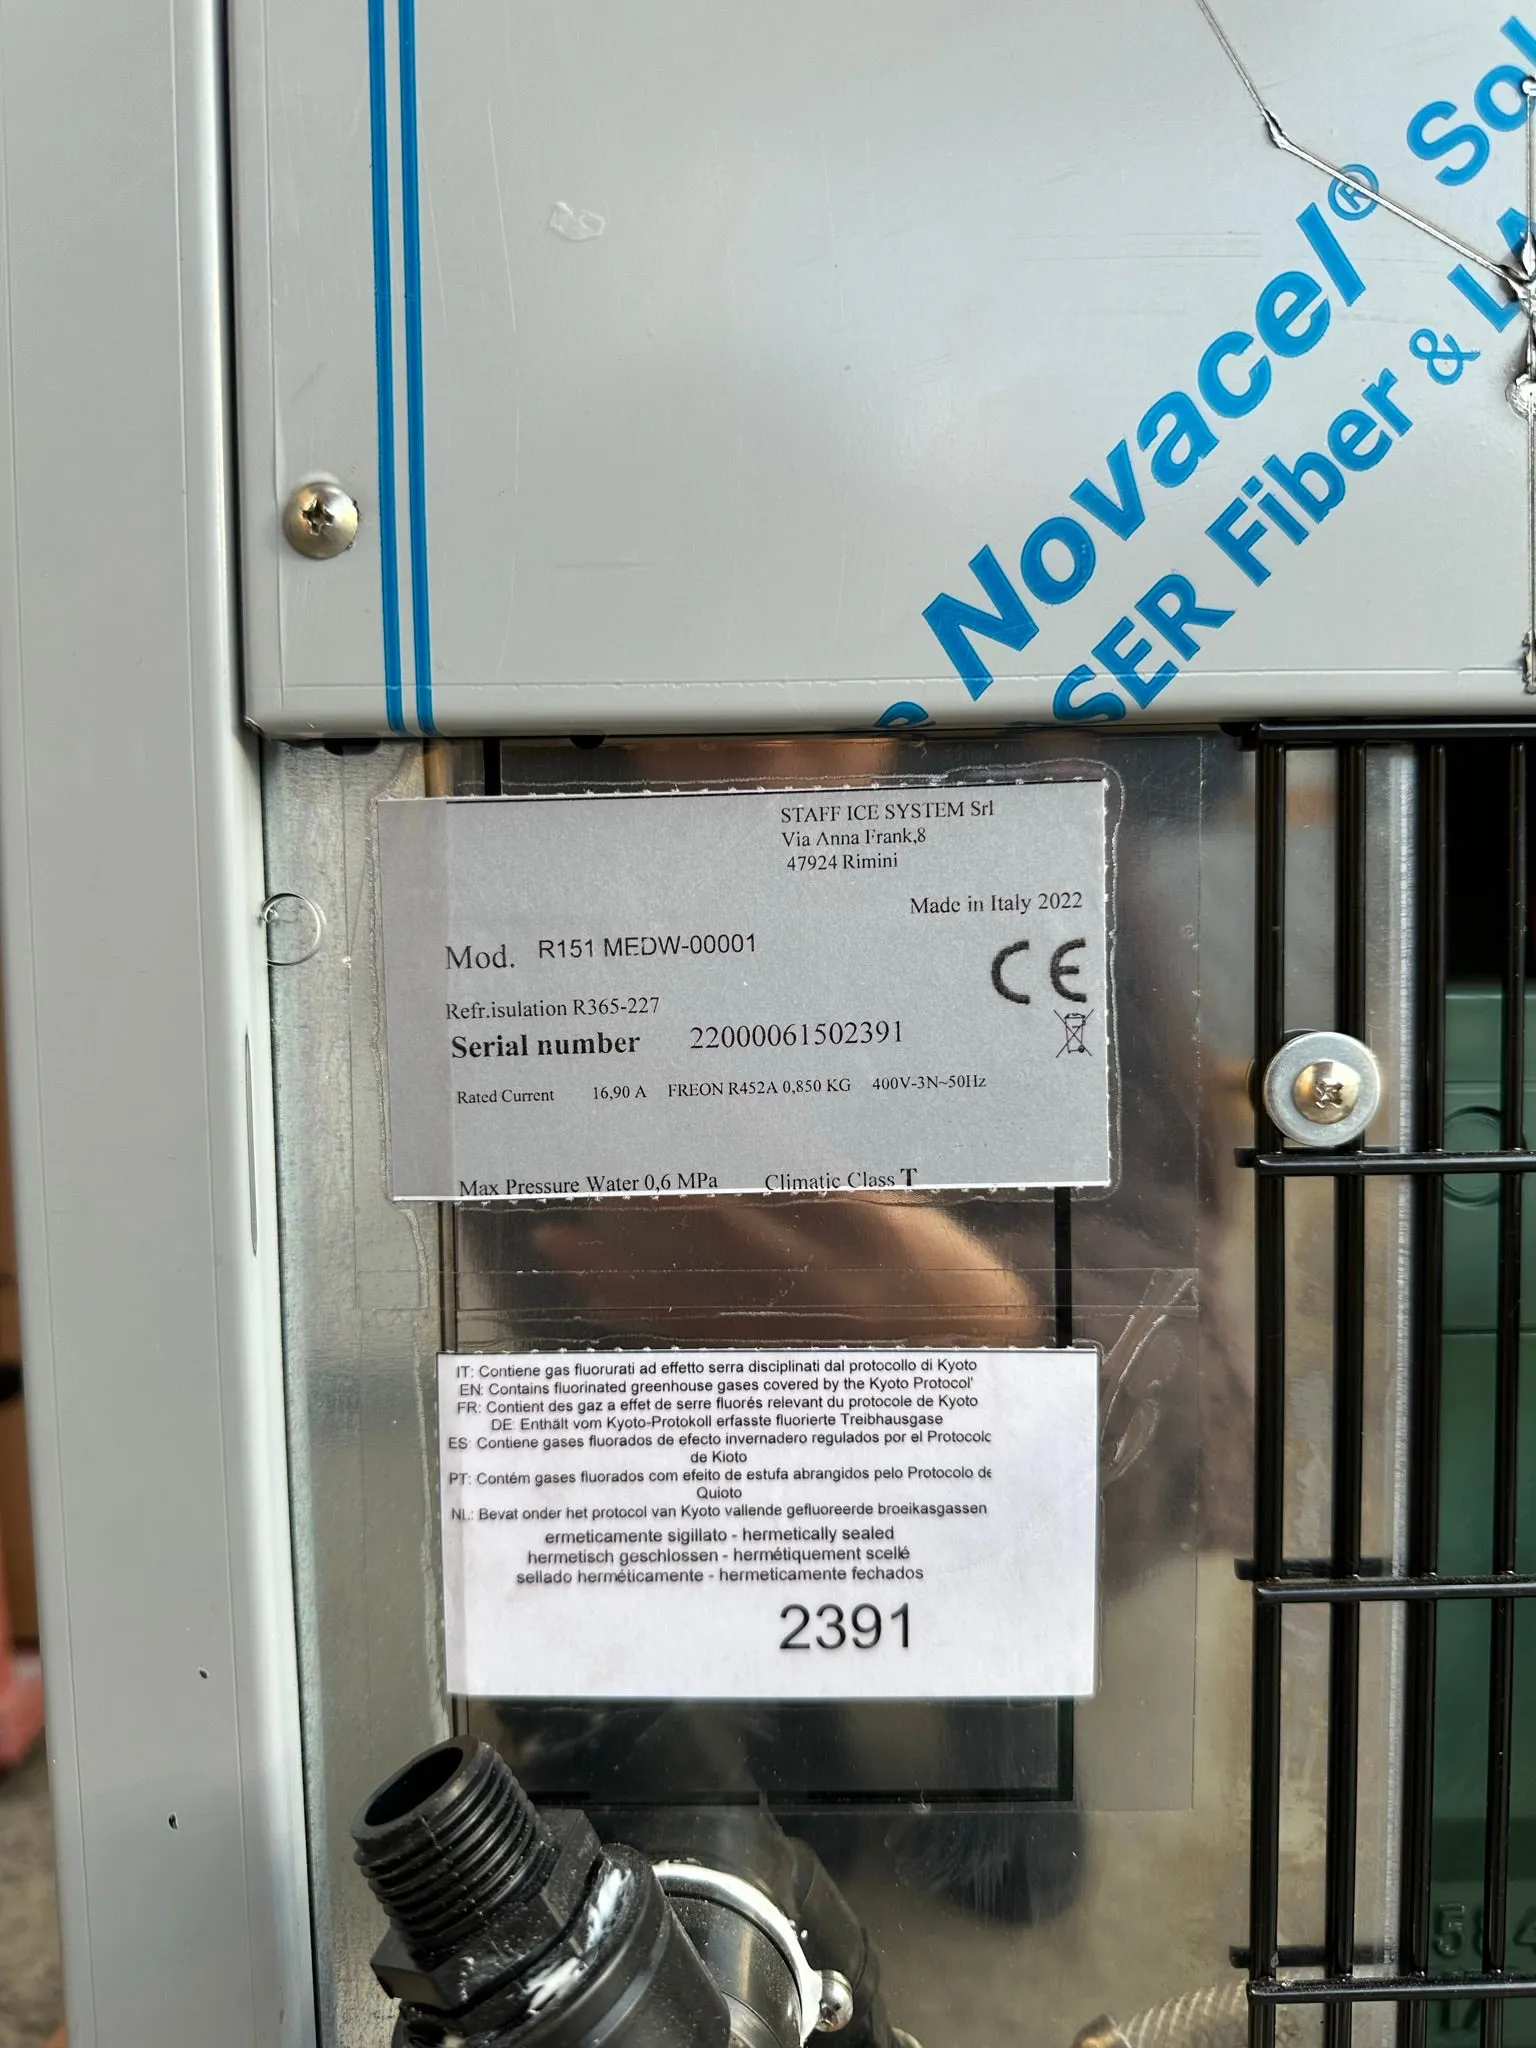 Novacel® Sol
SER Fiber & LA
STAFF ICE SYSTEM Srl
Via Anna Frank,8
47924 Rimini
Made in Italy 2022
Mod. R151 MEDW-00001
CE
Refr.isulation R365-227
Serial number 22000061502391
Rated Current 16,90 A FREON R452A 0,850 KG 400V-3N~50Hz
Max Pressure Water 0,6 MPa Climatic Class T
IT: Contiene gas fluorurati ad effetto serra disciplinati dal protocollo di Kyoto
EN: Contains fluorinated greenhouse gases covered by the Kyoto Protocol'
FR: Contient des gaz a effet de serre fluorés relevant du protocole de Kyoto
DE: Enthält vom Kyoto-Protokoll erfasste fluorierte Treibhausgase
ES: Contiene gases fluorados de efecto invernadero regulados por el Protocolo
de Kioto
PT: Contém gases fluorados com efeito de estufa abrangidos pelo Protocolo de
Quioto
NL: Bevat onder het protocol van Kyoto vallende gefluoreerde broeikasgassen
ermeticamente sigillato - hermetically sealed
hermetisch geschlossen - hermétiquement scellé
sellado herméticamente - hermeticamente fechados
2391
584